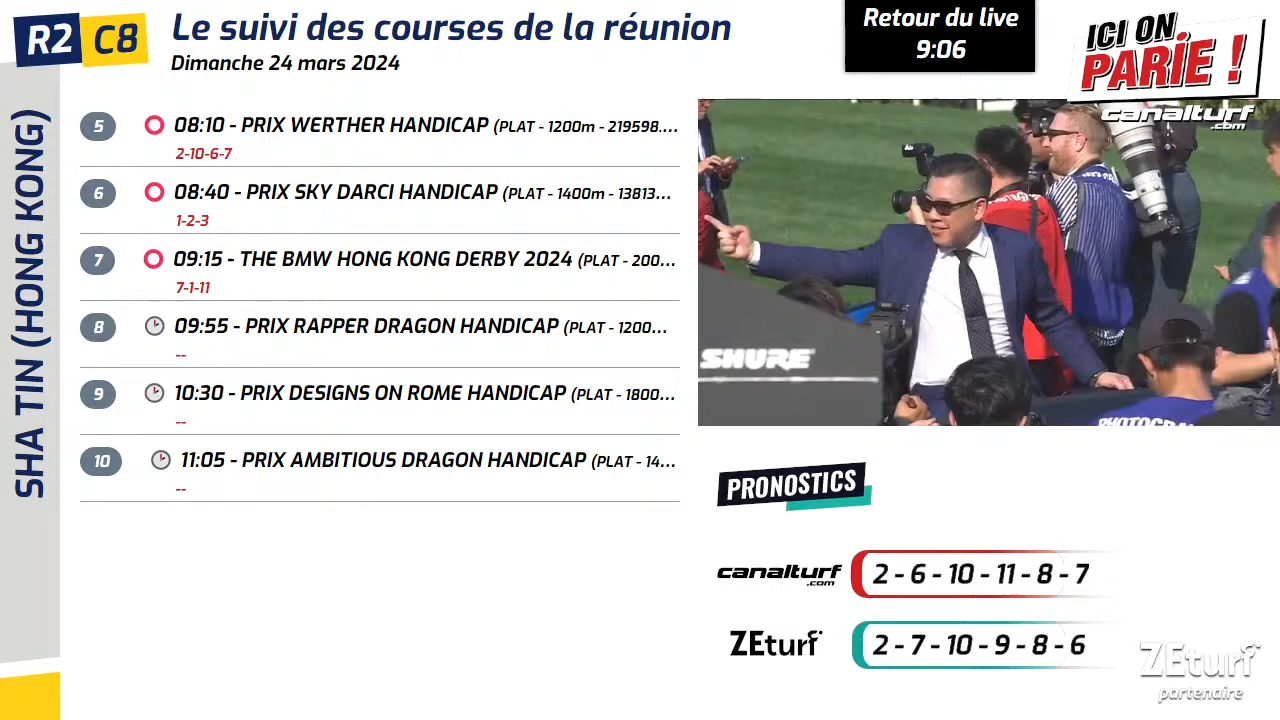 R2 C8
Le suivi des courses de la réunion
Dimanche 24 mars 2024
Retour du live
9:06
ICI ON
PARIE !
canalturf
.com
SHA TIN (HONG KONG)
5 08:10 - PRIX WERTHER HANDICAP (PLAT - 1200m - 219598....
2-10-6-7
6 08:40 - PRIX SKY DARCI HANDICAP (PLAT - 1400m - 13813...
1-2-3
7 09:15 - THE BMW HONG KONG DERBY 2024 (PLAT - 200...
7-1-11
8 09:55 - PRIX RAPPER DRAGON HANDICAP (PLAT - 1200...
--
9 10:30 - PRIX DESIGNS ON ROME HANDICAP (PLAT - 1800...
--
10 11:05 - PRIX AMBITIOUS DRAGON HANDICAP (PLAT - 14...
--
SHURE
PHOTOGRA
PRONOSTICS
canalturf
.com
2 - 6 - 10 - 11 - 8 - 7
ZEturf
2 - 7 - 10 - 9 - 8 - 6
ZEturf
partenaire